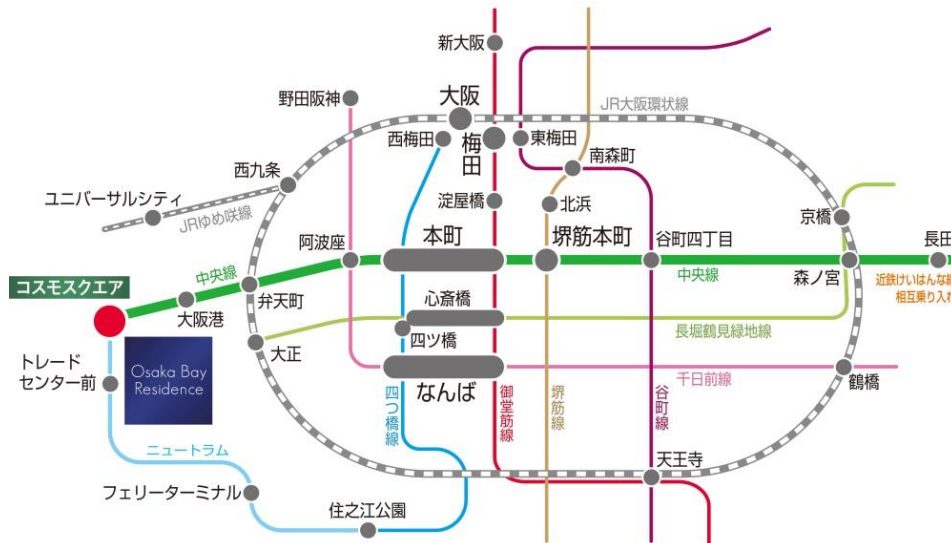 新大阪
野田阪神
大阪
JR大阪環状線
西梅田
梅田
東梅田
南森町
西九条
ユニバーサルシティ
JRゆめ咲線
淀屋橋
北浜
京橋
阿波座
本町
堺筋本町
谷町四丁目
長田
中央線
中央線
森ノ宮
近鉄けいはんな線
相互乗り入れ
コスモスクエア
大阪港
弁天町
心斎橋
四ツ橋
長堀鶴見緑地線
大正
トレード
センター前
Osaka Bay
Residence
なんば
千日前線
鶴橋
四つ橋線
御堂筋線
堺筋線
谷町線
ニュートラム
天王寺
フェリーターミナル
住之江公園